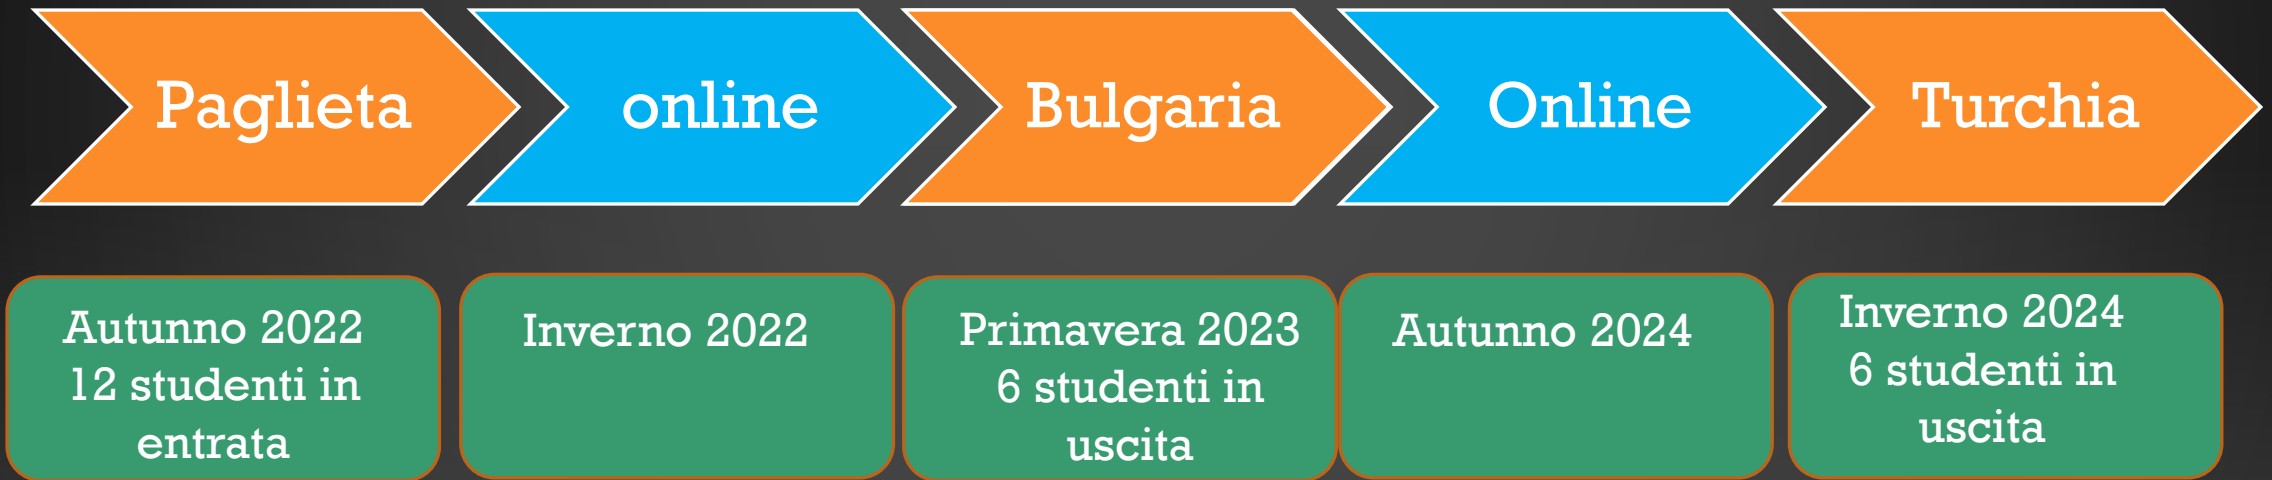 Paglieta
online
Bulgaria
Online
Turchia
Autunno 2022
12 studenti in
entrata
Inverno 2022
Primavera 2023
6 studenti in
uscita
Autunno 2024
Inverno 2024
6 studenti in
uscita